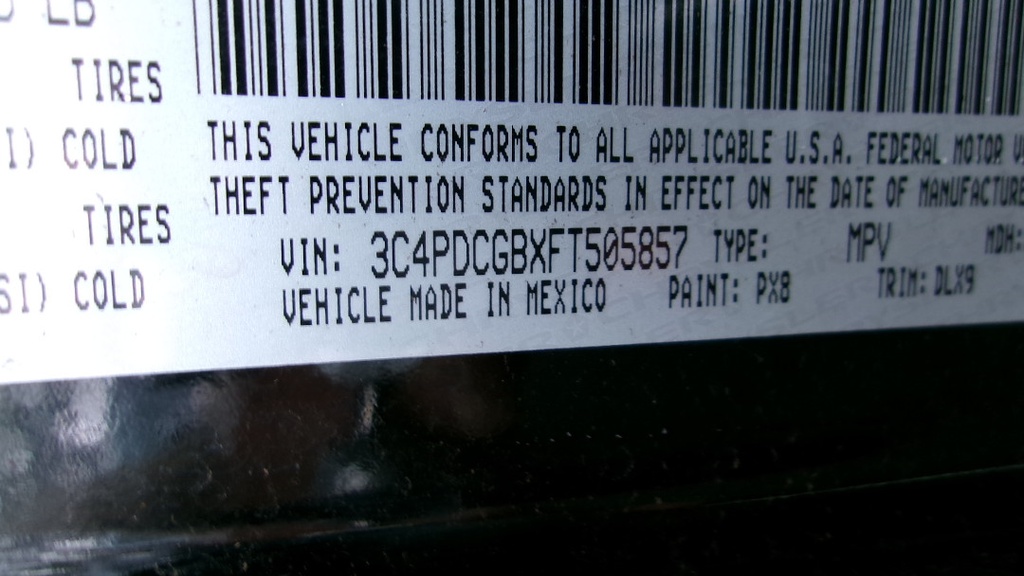 LB
TIRES
I) COLD
TIRES
SI) COLD
THIS VEHICLE CONFORMS TO ALL APPLICABLE U.S.A. FEDERAL MOTOR V
THEFT PREVENTION STANDARDS IN EFFECT ON THE DATE OF MANUFACTURE
VIN: 3C4PDCGBXFT505857 TYPE: MPV MDH:
VEHICLE MADE IN MEXICO PAINT: PX8 TRIM: DLX9